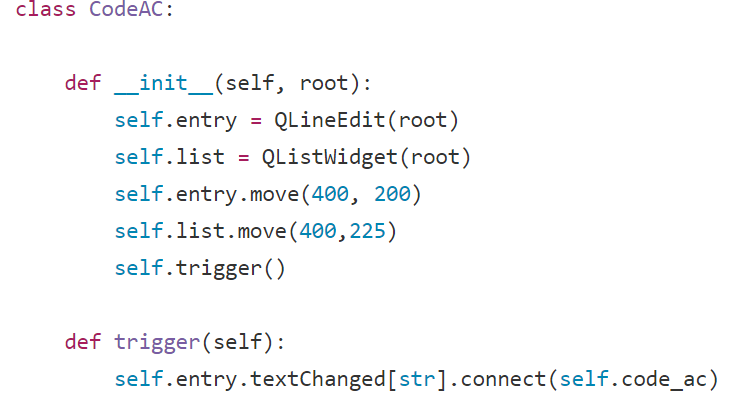 class CodeAC:
def __init__(self, root):
self.entry = QLineEdit(root)
self.list = QListWidget(root)
self.entry.move(400, 200)
self.list.move(400,225)
self.trigger()
def trigger(self):
self.entry.textChanged[str].connect(self.code_ac)